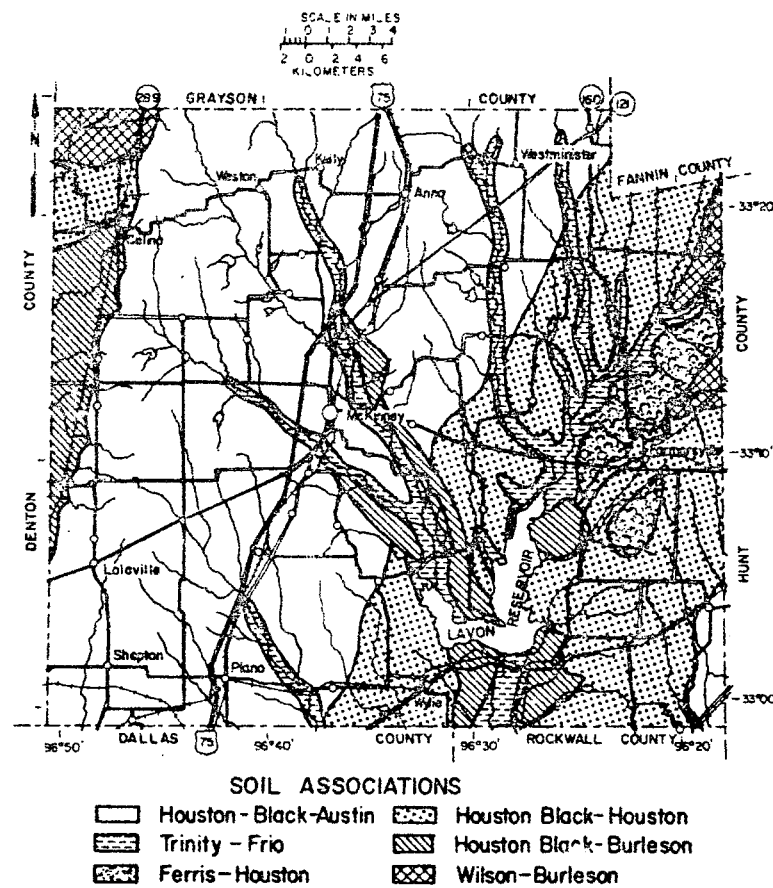 SCALE IN MILES
1 0 1 2 3 4
2 0 2 4 6
KILOMETERS
289 GRAYSON 75 COUNTY 160 121
N
Westminster
Kelly
Weston
Anna
FANNIN COUNTY
33°20'
Celina
COUNTY
COUNTY
McKinney
33°10'
DENTON
HUNT
RESERVOIR
LAVON
Shepton
Plano
Wylie
33°00'
96°50' DALLAS 75 96°40' COUNTY 96°30' ROCKWALL COUNTY 96°20'
SOIL ASSOCIATIONS
Houston-Black-Austin Houston Black-Houston
Trinity-Frio Houston Black-Burleson
Ferris-Houston Wilson-Burleson